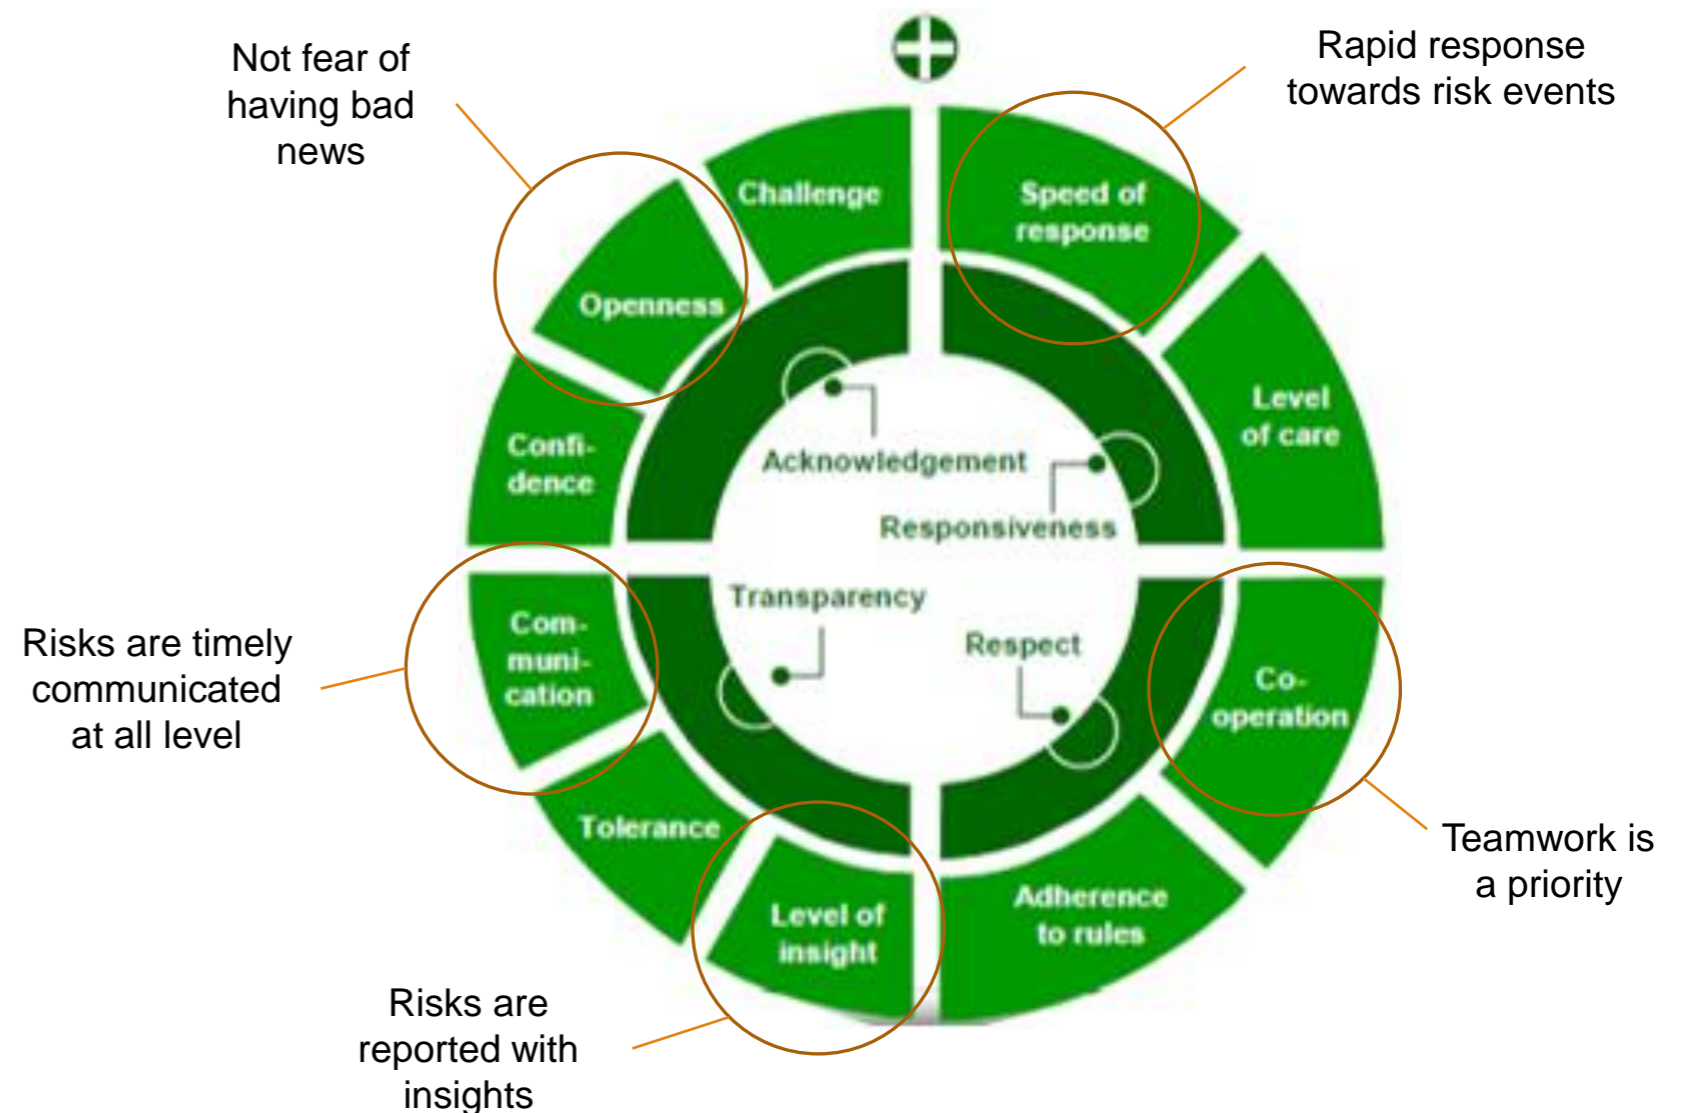 Not fear of
having bad
news
Rapid response
towards risk events
Challenge
Speed of
response
Openness
Level
of care
Confi-
dence
Acknowledgement
Responsiveness
Transparency
Respect
Com-
muni-
cation
Co-
operation
Risks are timely
communicated
at all level
Tolerance
Level of
insight
Adherence
to rules
Teamwork is
a priority
Risks are
reported with
insights